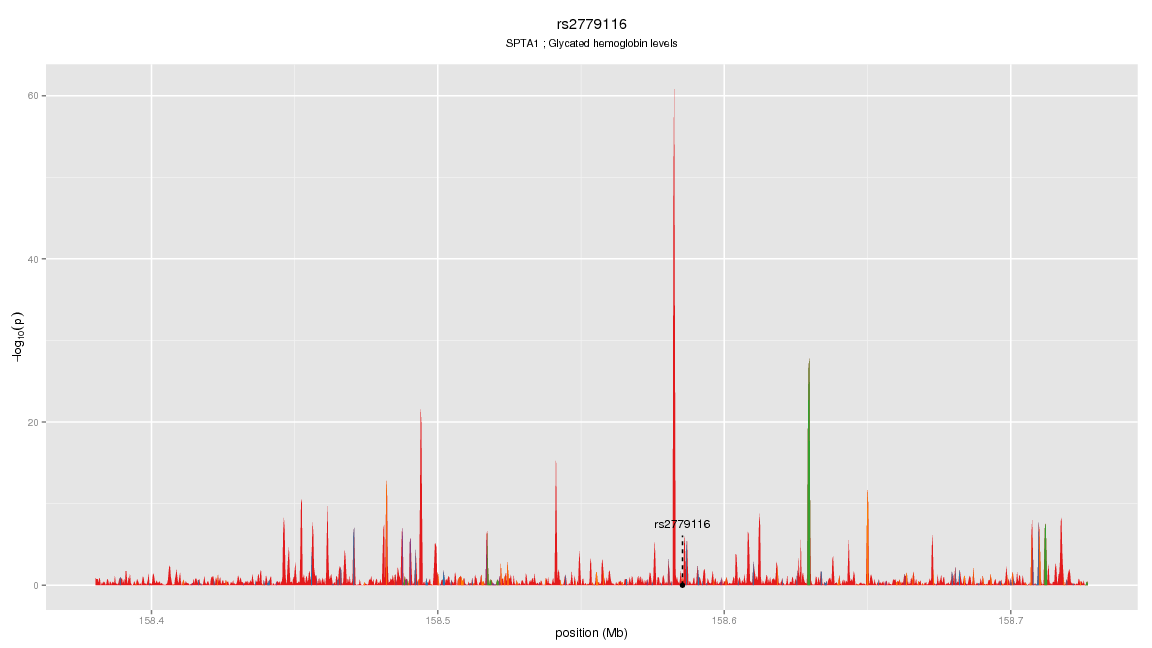 rs2779116
SPTA1 ; Glycated hemoglobin levels
60
40
20
0
−log10(p)
rs2779116
158.4
158.5
158.6
158.7
position (Mb)